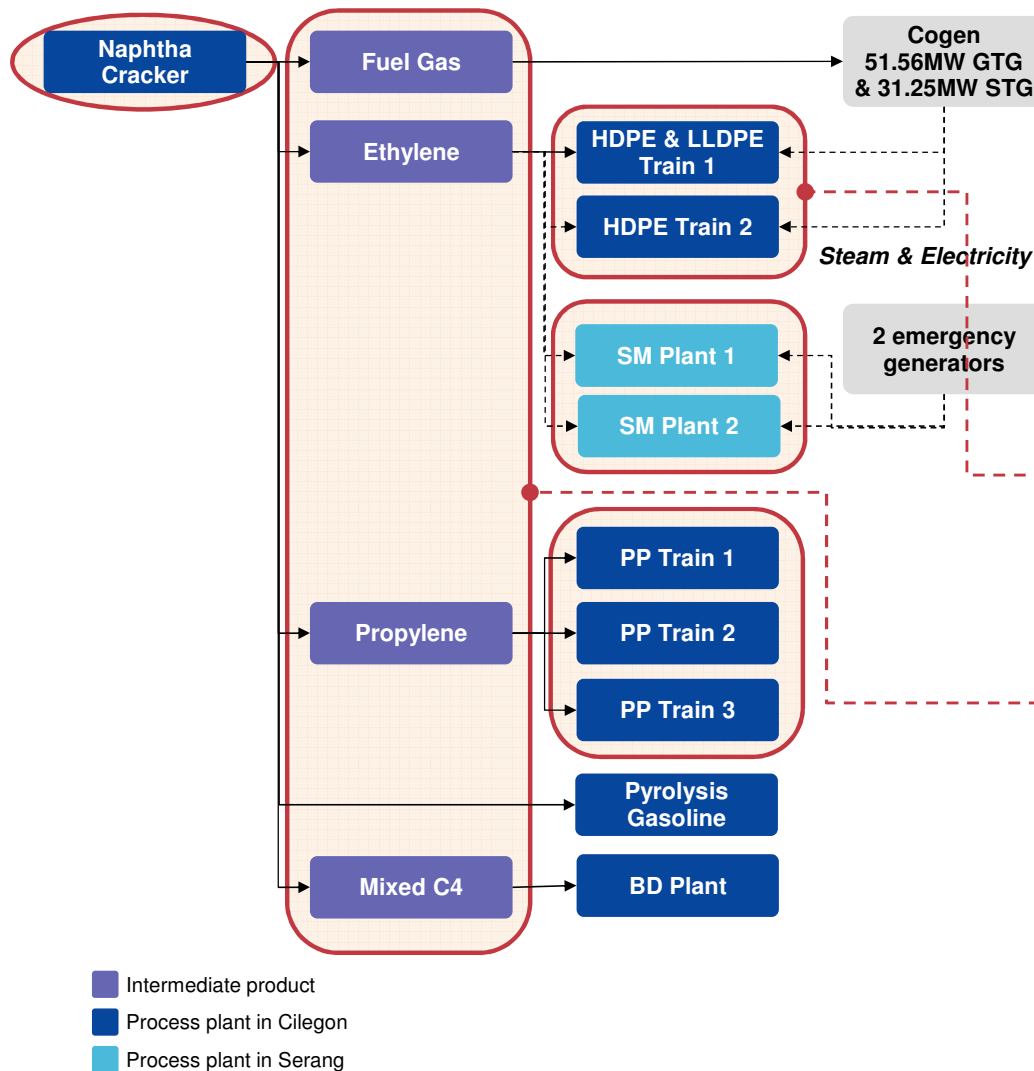 Naphtha
Cracker
Fuel Gas
Cogen
51.56MW GTG
& 31.25MW STG
Ethylene
HDPE & LLDPE
Train 1
HDPE Train 2
Steam & Electricity
SM Plant 1
2 emergency
generators
SM Plant 2
PP Train 1
Propylene
PP Train 2
PP Train 3
Pyrolysis
Gasoline
Mixed C4
BD Plant
Intermediate product
Process plant in Cilegon
Process plant in Serang